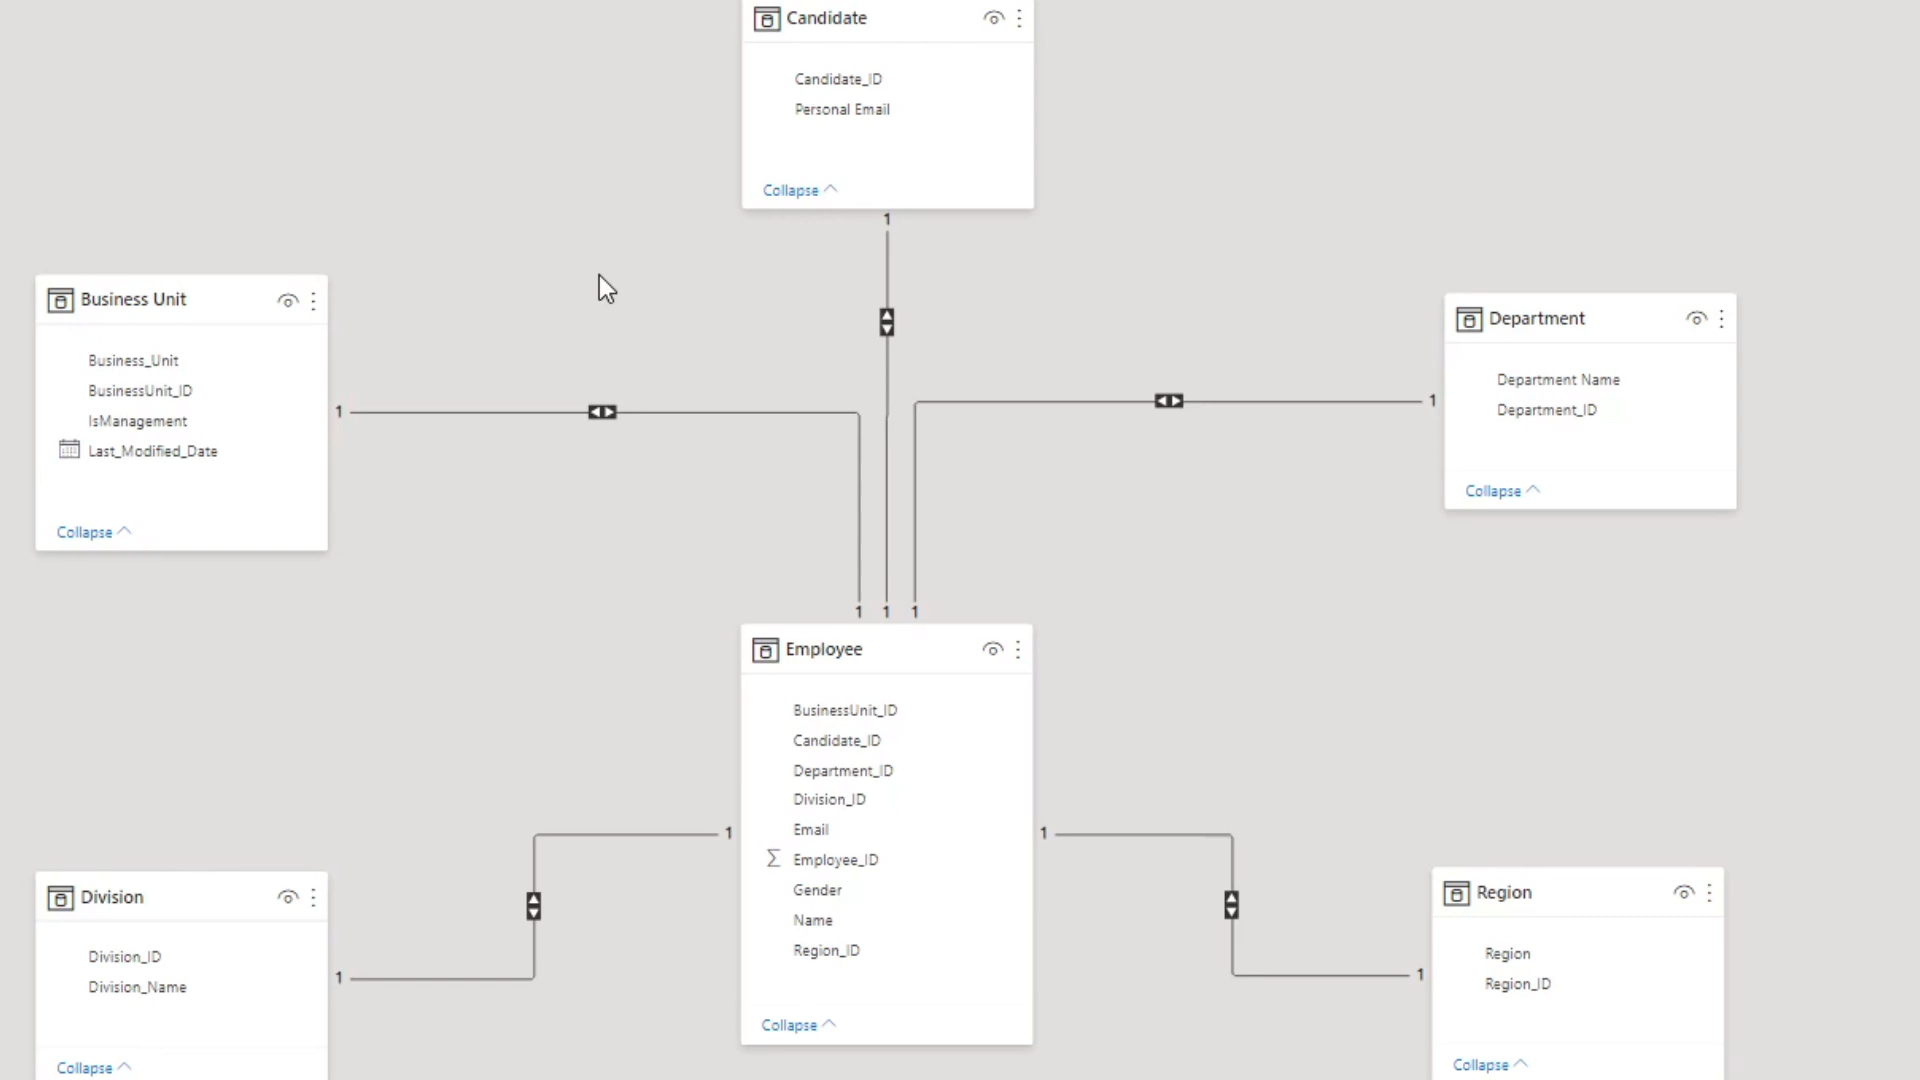 Candidate
Candidate_ID
Personal Email
Collapse
1
Business Unit
Business_Unit
BusinessUnit_ID
IsManagement
Last_Modified_Date
Collapse
1
Department
Department Name
Department_ID
Collapse
1
1 1 1
Employee
BusinessUnit_ID
Candidate_ID
Department_ID
Division_ID
Email
Σ Employee_ID
Gender
Name
Region_ID
Collapse
1
1
Division
Division_ID
Division_Name
Collapse
1
Region
Region
Region_ID
Collapse
1